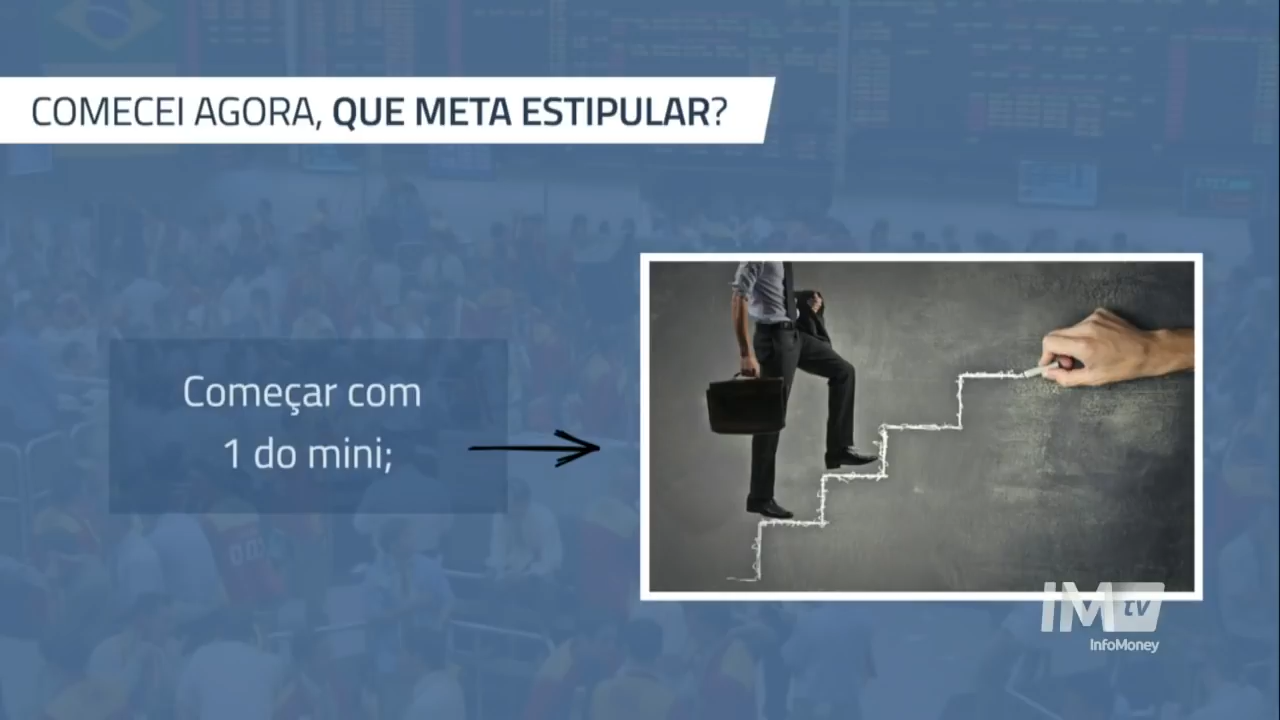 COMECEI AGORA, QUE META ESTIPULAR?
Começar com
1 do mini;
IM tv
InfoMoney